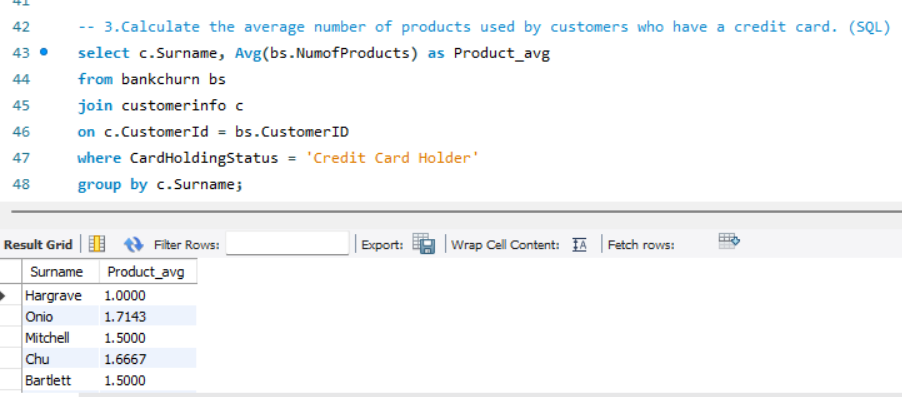 41
42 -- 3.Calculate the average number of products used by customers who have a credit card. (SQL)
43 select c.Surname, Avg(bs.NumofProducts) as Product_avg
44 from bankchurn bs
45 join customerinfo c
46 on c.CustomerId = bs.CustomerID
47 where CardHoldingStatus = 'Credit Card Holder'
48 group by c.Surname;
Result Grid Filter Rows: Export: Wrap Cell Content: Fetch rows:
Surname Product_avg
Hargrave 1.0000
Onio 1.7143
Mitchell 1.5000
Chu 1.6667
Bartlett 1.5000